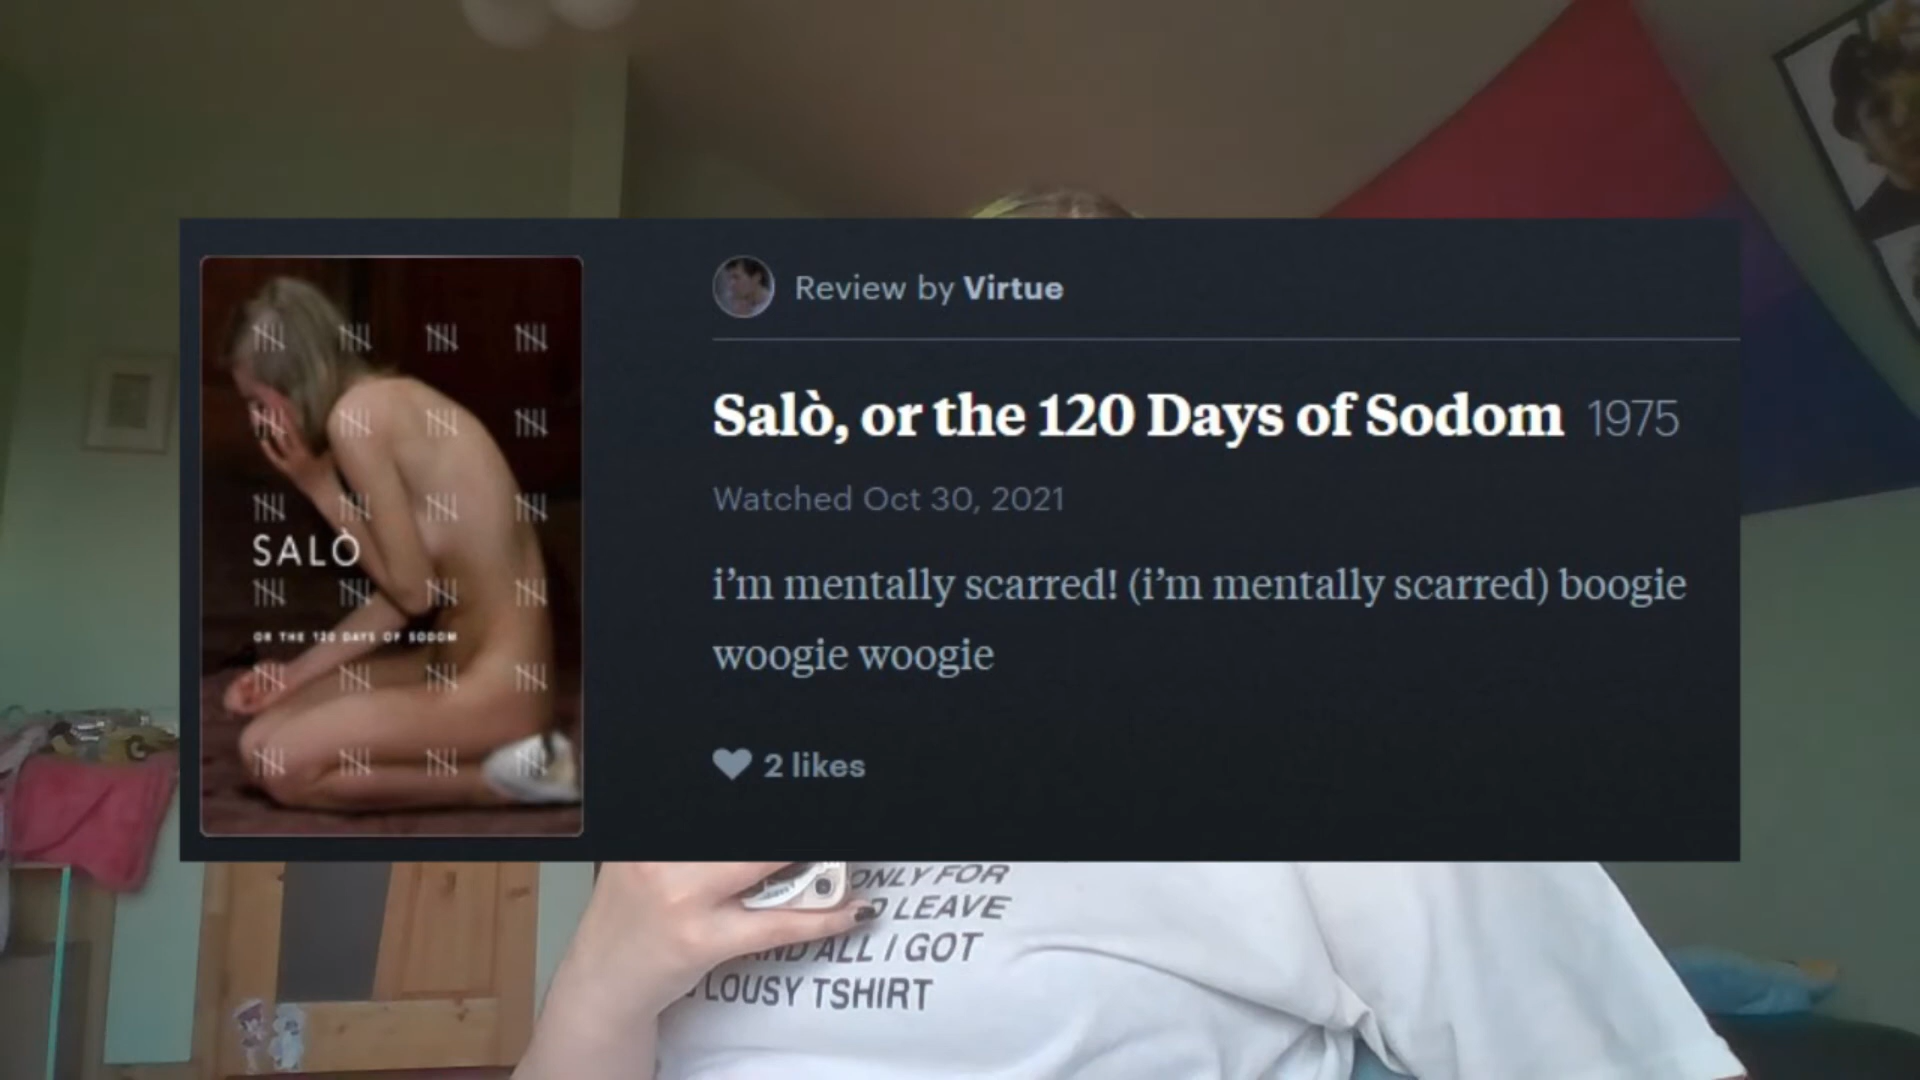 Review by Virtue
Salò, or the 120 Days of Sodom 1975
Watched Oct 30, 2021
i’m mentally scarred! (i’m mentally scarred) boogie
woogie woogie
2 likes
SALÒ
OR THE 120 DAYS OF SODOM
ONLY FOR
LEAVE
AND ALL I GOT
LOUSY TSHIRT